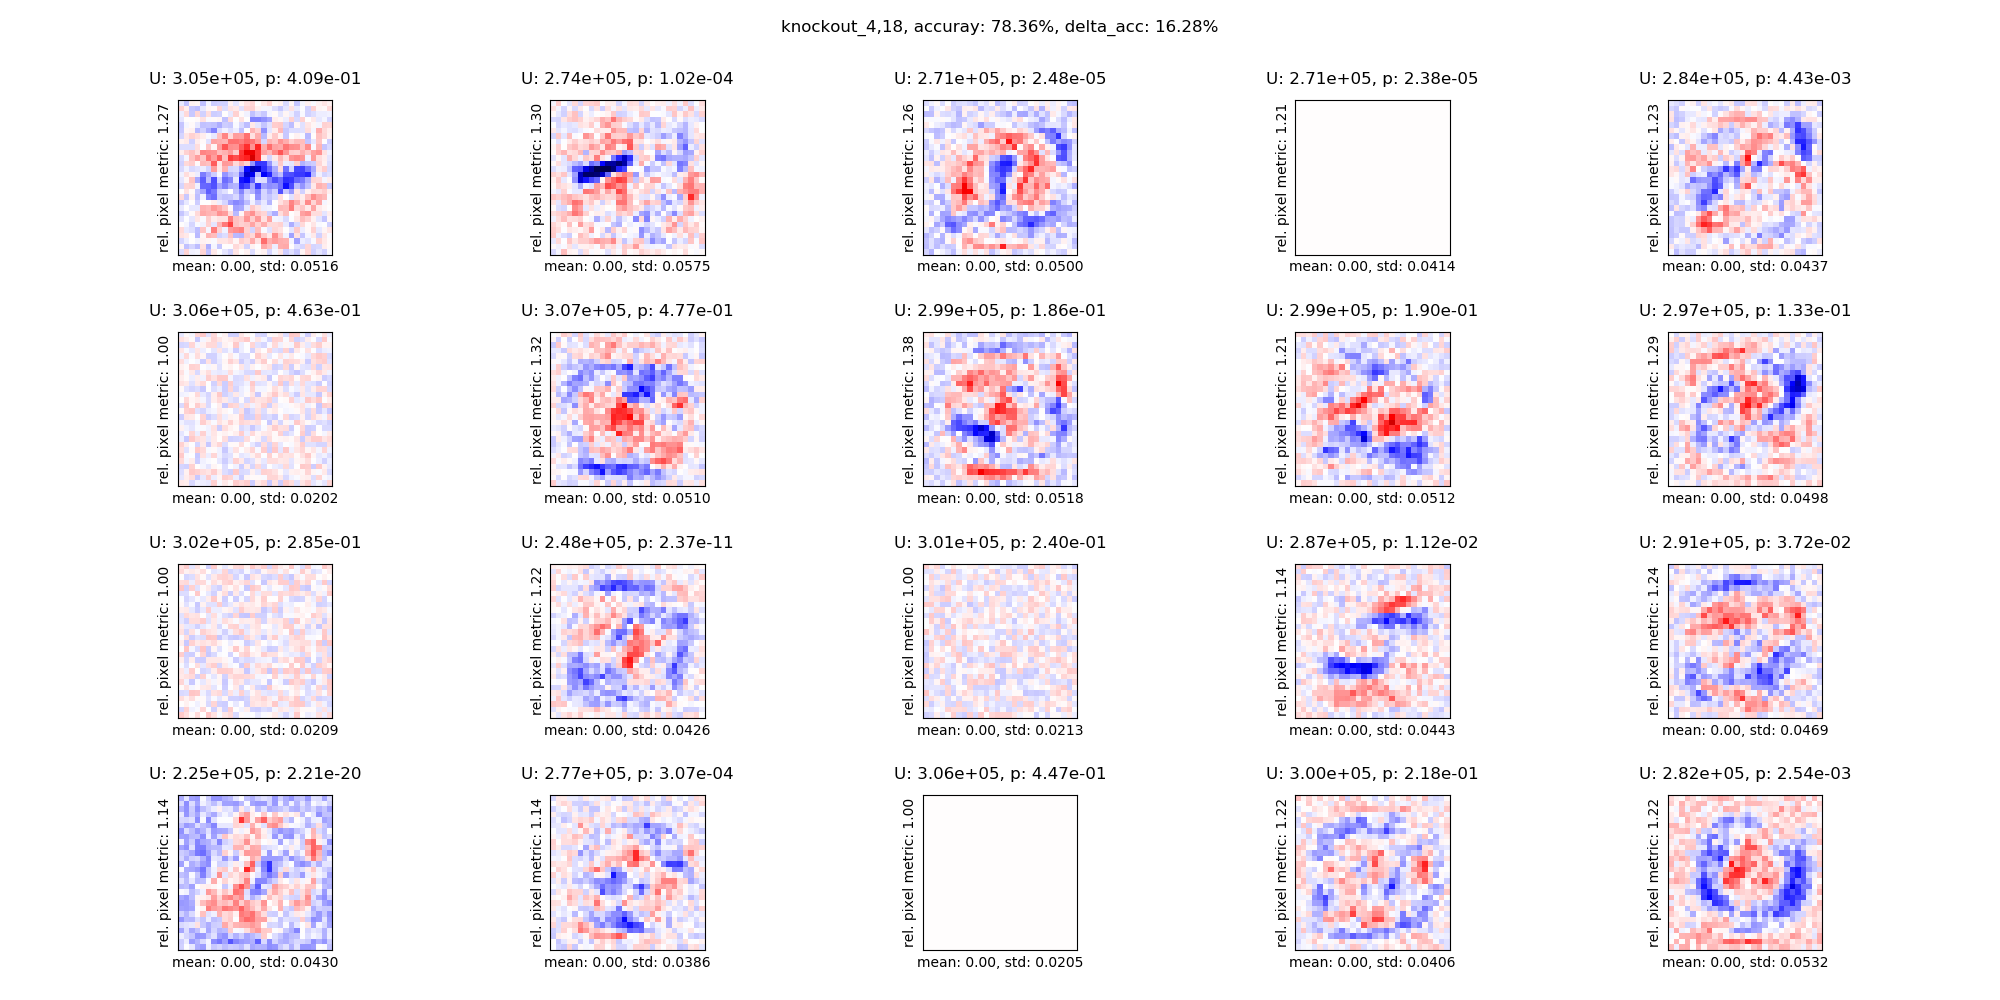 knockout_4,18, accuray: 78.36%, delta_acc: 16.28%
U: 3.05e+05, p: 4.09e-01
rel. pixel metric: 1.27
mean: 0.00, std: 0.0516
U: 2.74e+05, p: 1.02e-04
rel. pixel metric: 1.30
mean: 0.00, std: 0.0575
U: 2.71e+05, p: 2.48e-05
rel. pixel metric: 1.26
mean: 0.00, std: 0.0500
U: 2.71e+05, p: 2.38e-05
rel. pixel metric: 1.21
mean: 0.00, std: 0.0414
U: 2.84e+05, p: 4.43e-03
rel. pixel metric: 1.23
mean: 0.00, std: 0.0437
U: 3.06e+05, p: 4.63e-01
rel. pixel metric: 1.00
mean: 0.00, std: 0.0202
U: 3.07e+05, p: 4.77e-01
rel. pixel metric: 1.32
mean: 0.00, std: 0.0510
U: 2.99e+05, p: 1.86e-01
rel. pixel metric: 1.38
mean: 0.00, std: 0.0518
U: 2.99e+05, p: 1.90e-01
rel. pixel metric: 1.21
mean: 0.00, std: 0.0512
U: 2.97e+05, p: 1.33e-01
rel. pixel metric: 1.29
mean: 0.00, std: 0.0498
U: 3.02e+05, p: 2.85e-01
rel. pixel metric: 1.00
mean: 0.00, std: 0.0209
U: 2.48e+05, p: 2.37e-11
rel. pixel metric: 1.22
mean: 0.00, std: 0.0426
U: 3.01e+05, p: 2.40e-01
rel. pixel metric: 1.00
mean: 0.00, std: 0.0213
U: 2.87e+05, p: 1.12e-02
rel. pixel metric: 1.14
mean: 0.00, std: 0.0443
U: 2.91e+05, p: 3.72e-02
rel. pixel metric: 1.24
mean: 0.00, std: 0.0469
U: 2.25e+05, p: 2.21e-20
rel. pixel metric: 1.14
mean: 0.00, std: 0.0430
U: 2.77e+05, p: 3.07e-04
rel. pixel metric: 1.14
mean: 0.00, std: 0.0386
U: 3.06e+05, p: 4.47e-01
rel. pixel metric: 1.00
mean: 0.00, std: 0.0205
U: 3.00e+05, p: 2.18e-01
rel. pixel metric: 1.22
mean: 0.00, std: 0.0406
U: 2.82e+05, p: 2.54e-03
rel. pixel metric: 1.22
mean: 0.00, std: 0.0532